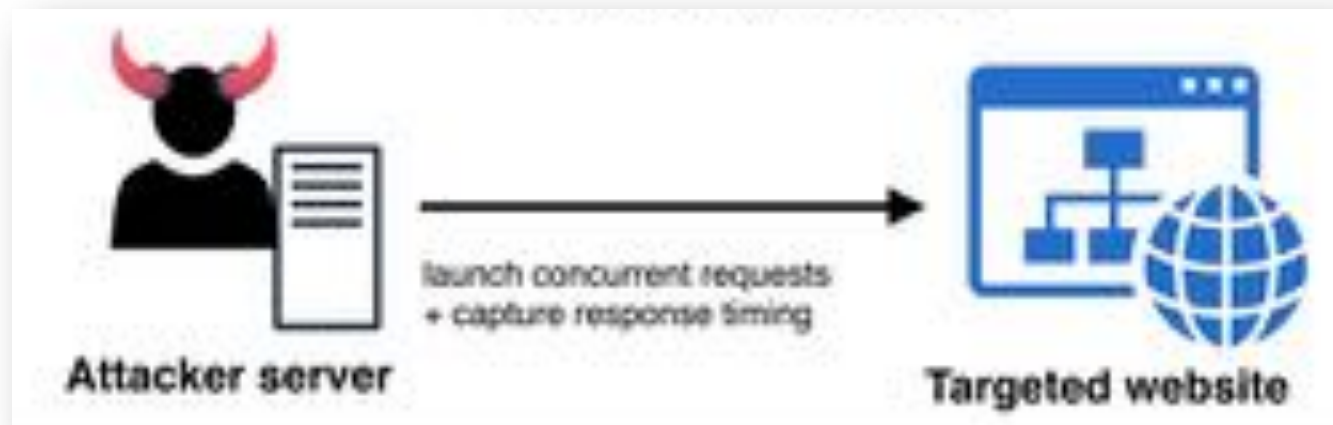 launch concurrent requests
+ capture response timing
Attacker server
Targeted website